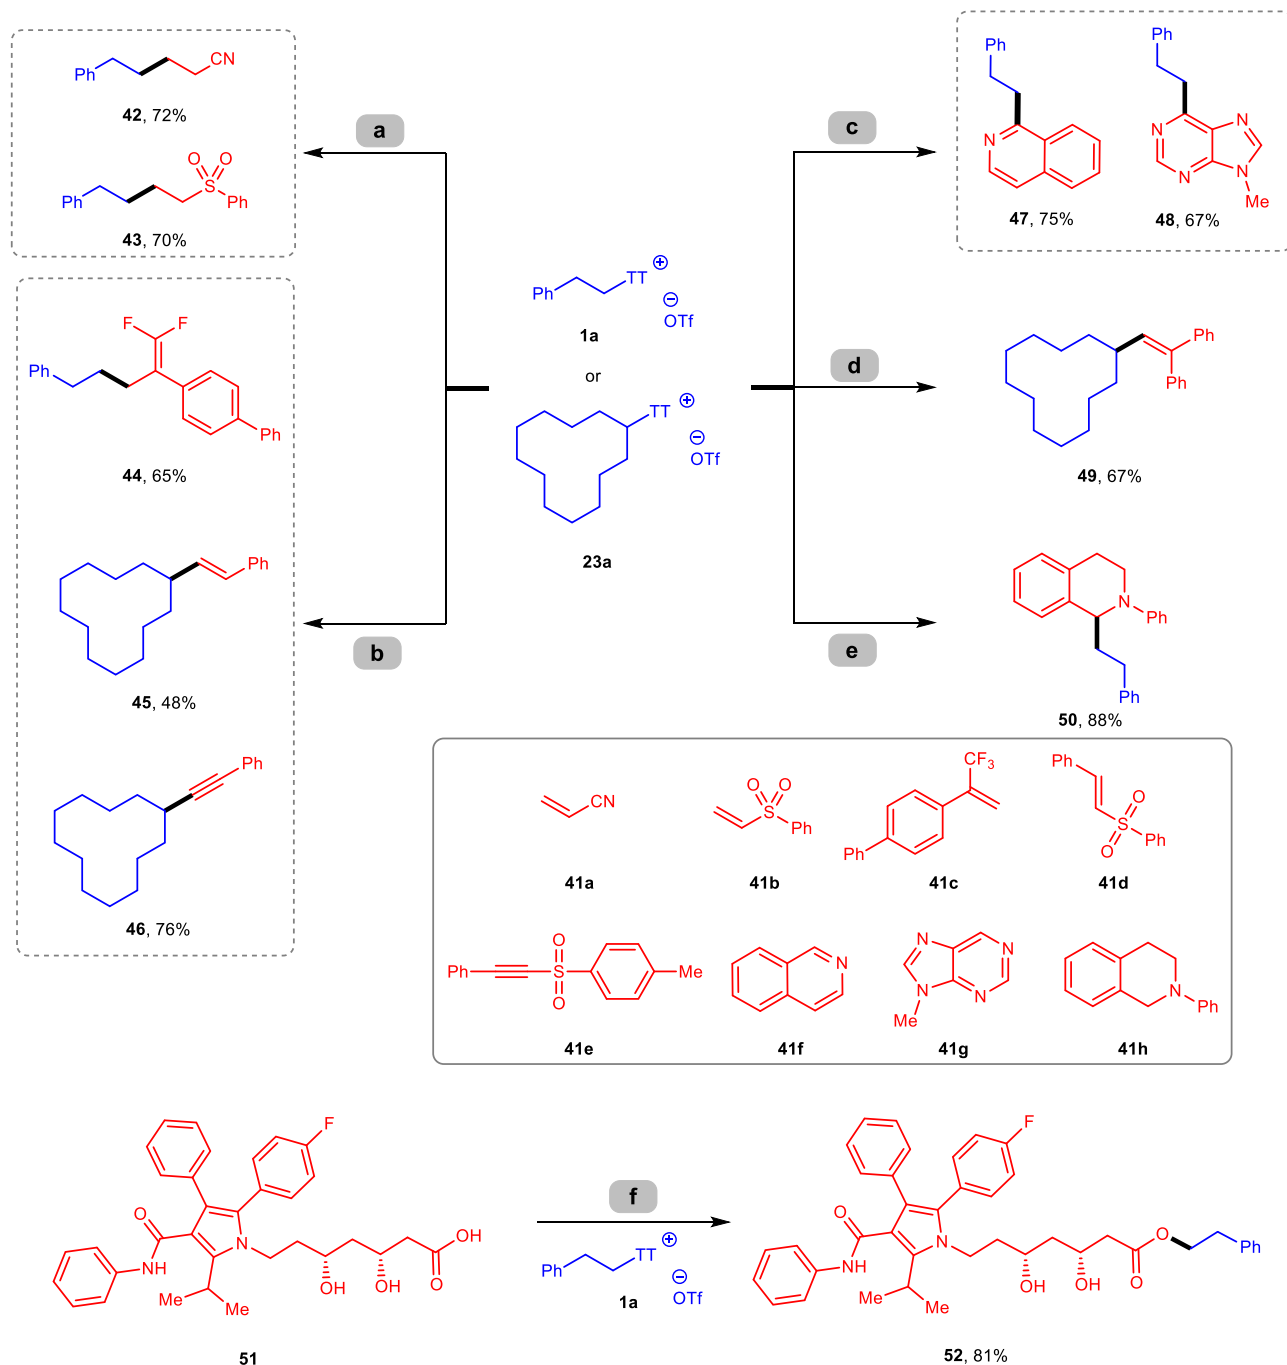 Ph
CN
42, 72%
O
O
S
Ph
Ph
43, 70%
a
F
F
Ph
Ph
44, 65%
Ph
45, 48%
b
Ph
46, 76%
Ph
TT
⊕
⊖
OTf
1a
or
TT
⊕
⊖
OTf
23a
c
Ph
N
47, 75%
Ph
N
N
N
N
Me
48, 67%
d
Ph
Ph
49, 67%
e
N
Ph
Ph
50, 88%
CN
41a
O
O
S
Ph
41b
CF3
Ph
41c
Ph
O
S
O
Ph
41d
Ph
O
S
O
Me
41e
N
41f
N
N
N
N
Me
41g
N
Ph
41h
F
O
NH
N
Me
Me
OH
OH
OH
O
51
f
Ph
TT
⊕
⊖
OTf
1a
F
O
NH
N
Me
Me
OH
OH
O
O
Ph
52, 81%